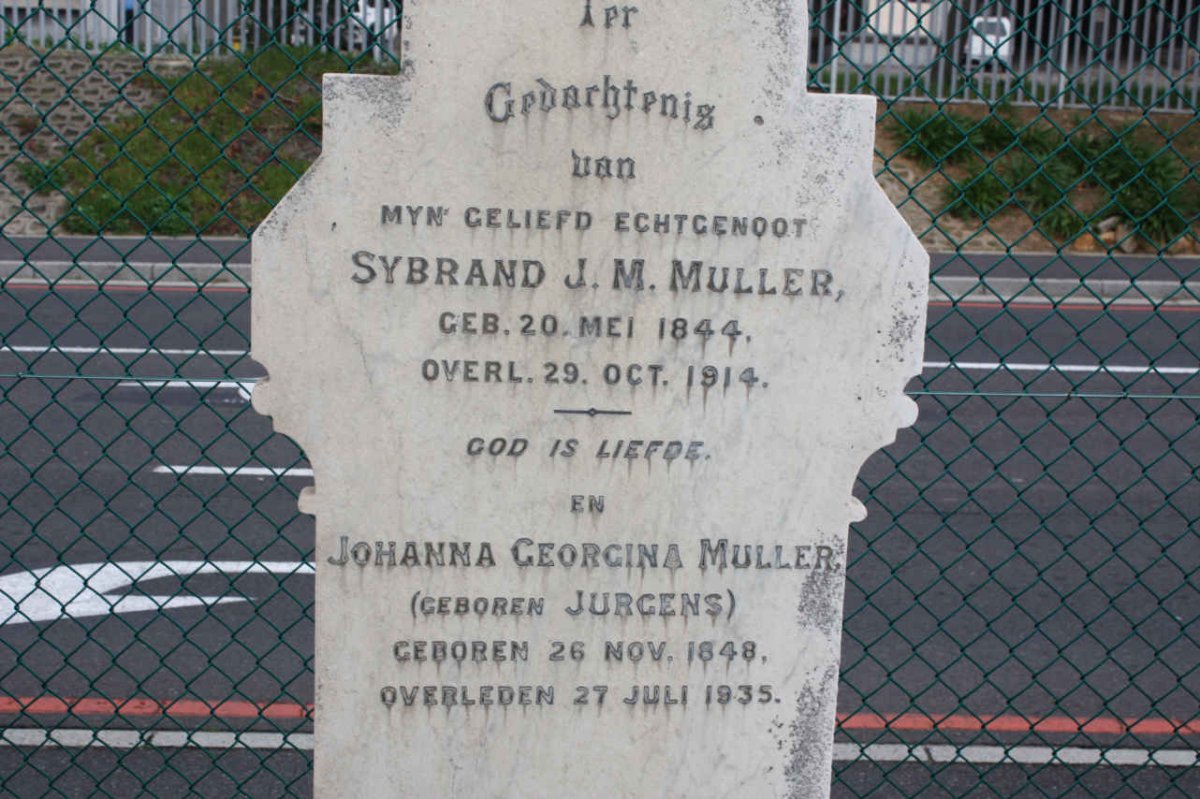 Ter
Gedachtenis
van
MYN GELIEFD ECHTGENOOT
SYBRAND J. M. MULLER,
GEB. 20. MEI 1844.
OVERL. 29. OCT. 1914.
GOD IS LIEFDE.
EN
JOHANNA GEORGINA MULLER,
(GEBOREN JURGENS)
GEBOREN 26 NOV. 1848,
OVERLEDEN 27 JULI 1935.